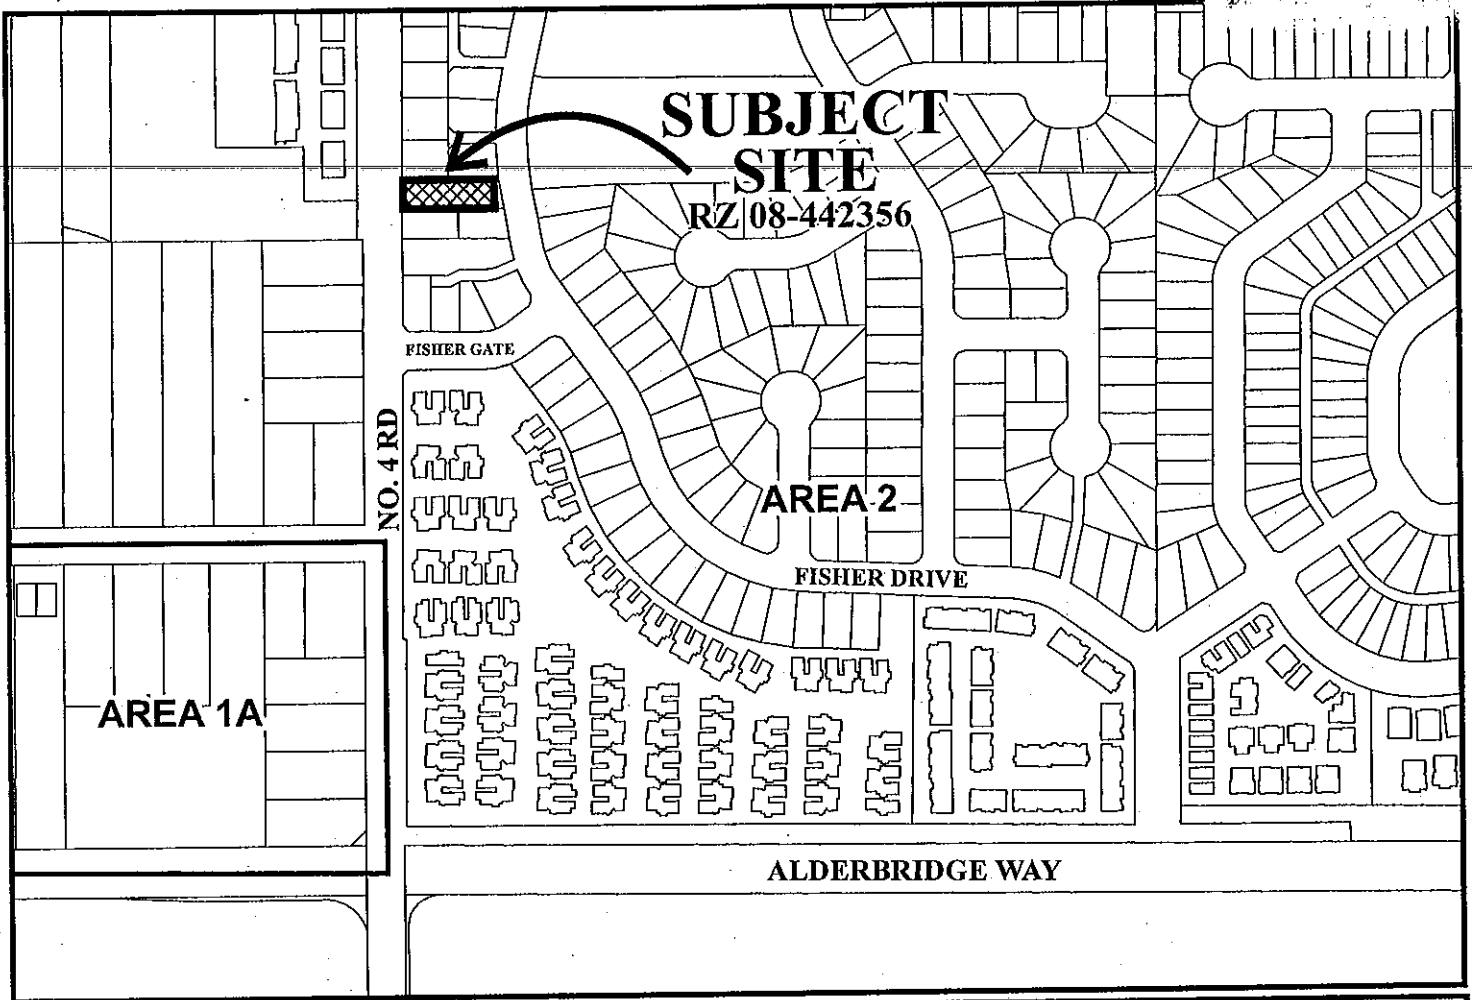 SUBJECT
SITE
RZ 08-442356
FISHER GATE
NO. 4 RD
AREA 2
FISHER DRIVE
AREA 1A
ALDERBRIDGE WAY